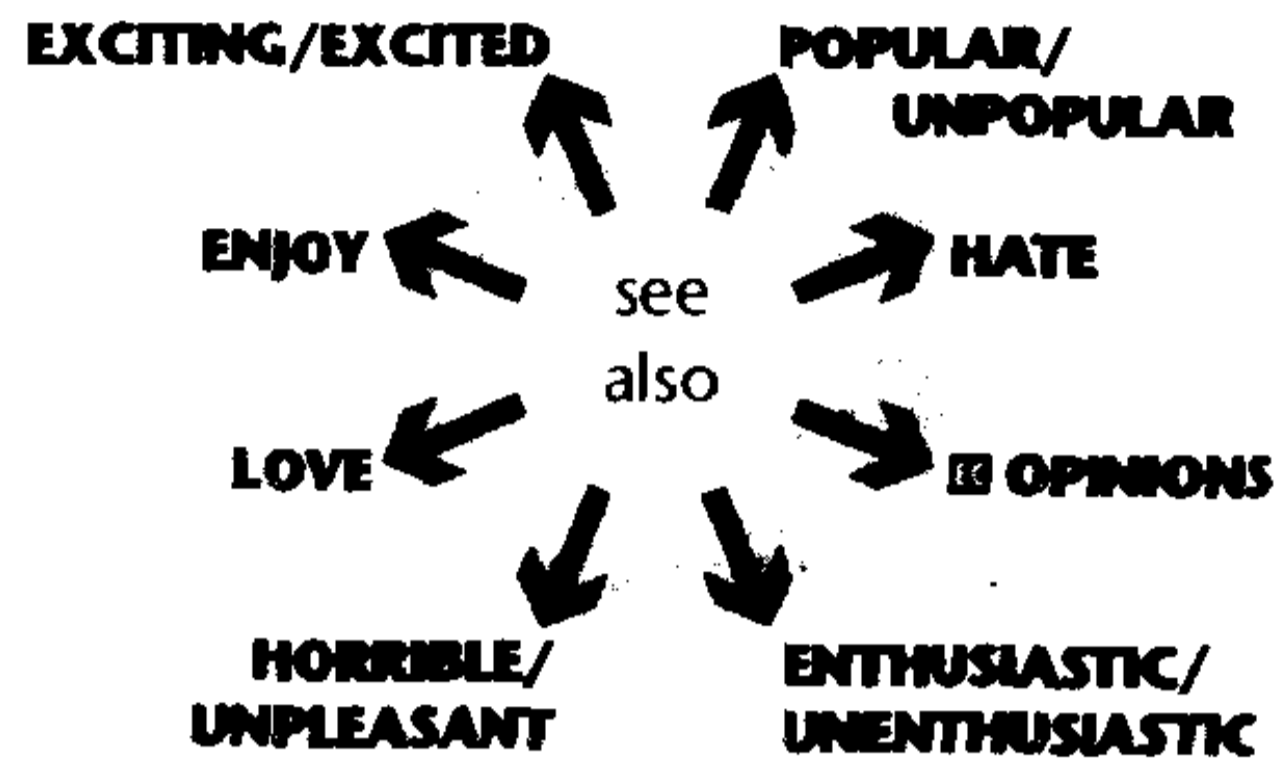 EXCITING/EXCITED
POPULAR/
UNPOPULAR
ENJOY
HATE
see
also
LOVE
OPINIONS
HORRIBLE/
UNPLEASANT
ENTHUSIASTIC/
UNENTHUSIASTIC